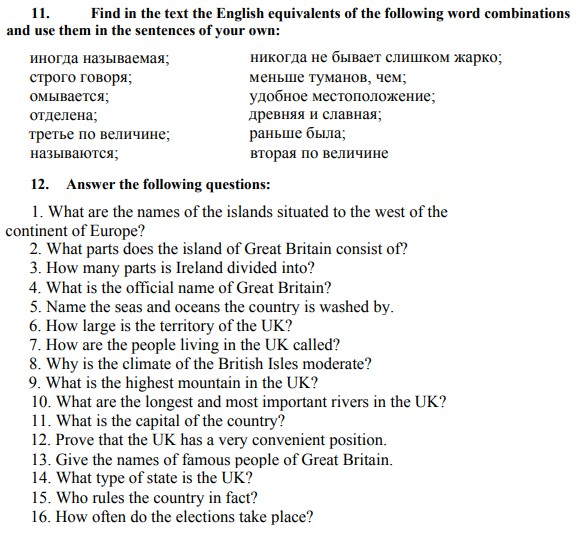 11. Find in the text the English equivalents of the following word combinations
and use them in the sentences of your own:
иногда называемая;
строго говоря;
омывается;
отделена;
третье по величине;
называются;
никогда не бывает слишком жарко;
меньше туманов, чем;
удобное местоположение;
древняя и славная;
раньше была;
вторая по величине
12. Answer the following questions:
1. What are the names of the islands situated to the west of the
continent of Europe?
2. What parts does the island of Great Britain consist of?
3. How many parts is Ireland divided into?
4. What is the official name of Great Britain?
5. Name the seas and oceans the country is washed by.
6. How large is the territory of the UK?
7. How are the people living in the UK called?
8. Why is the climate of the British Isles moderate?
9. What is the highest mountain in the UK?
10. What are the longest and most important rivers in the UK?
11. What is the capital of the country?
12. Prove that the UK has a very convenient position.
13. Give the names of famous people of Great Britain.
14. What type of state is the UK?
15. Who rules the country in fact?
16. How often do the elections take place?